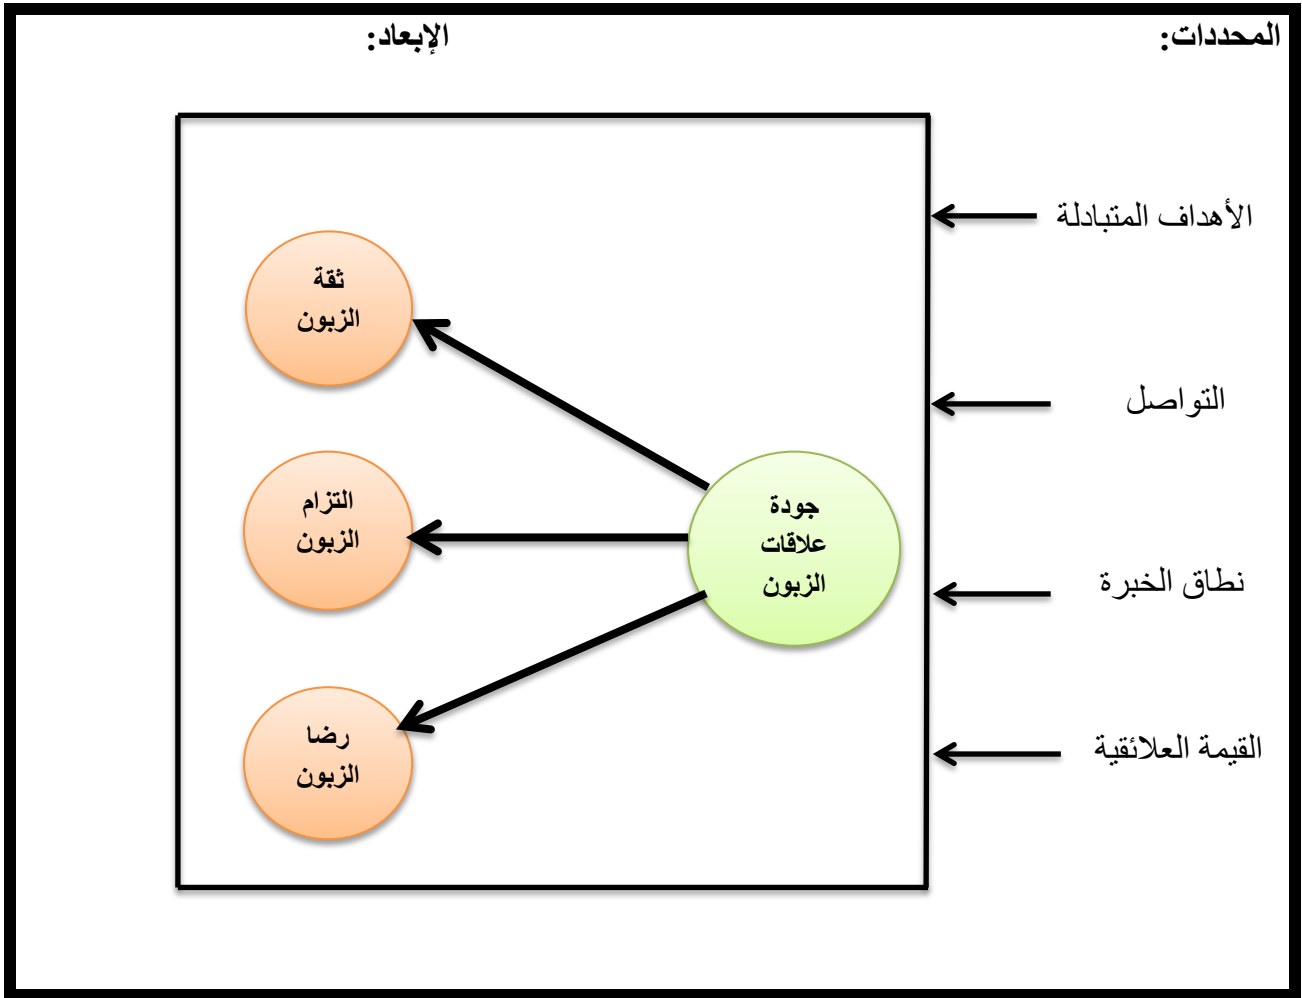 المحددات:
الإبعاد:
الأهداف المتبادلة
التواصل
نطاق الخبرة
القيمة العلائقية
جودة
علاقات
الزبون
ثقة
الزبون
التزام
الزبون
رضا
الزبون